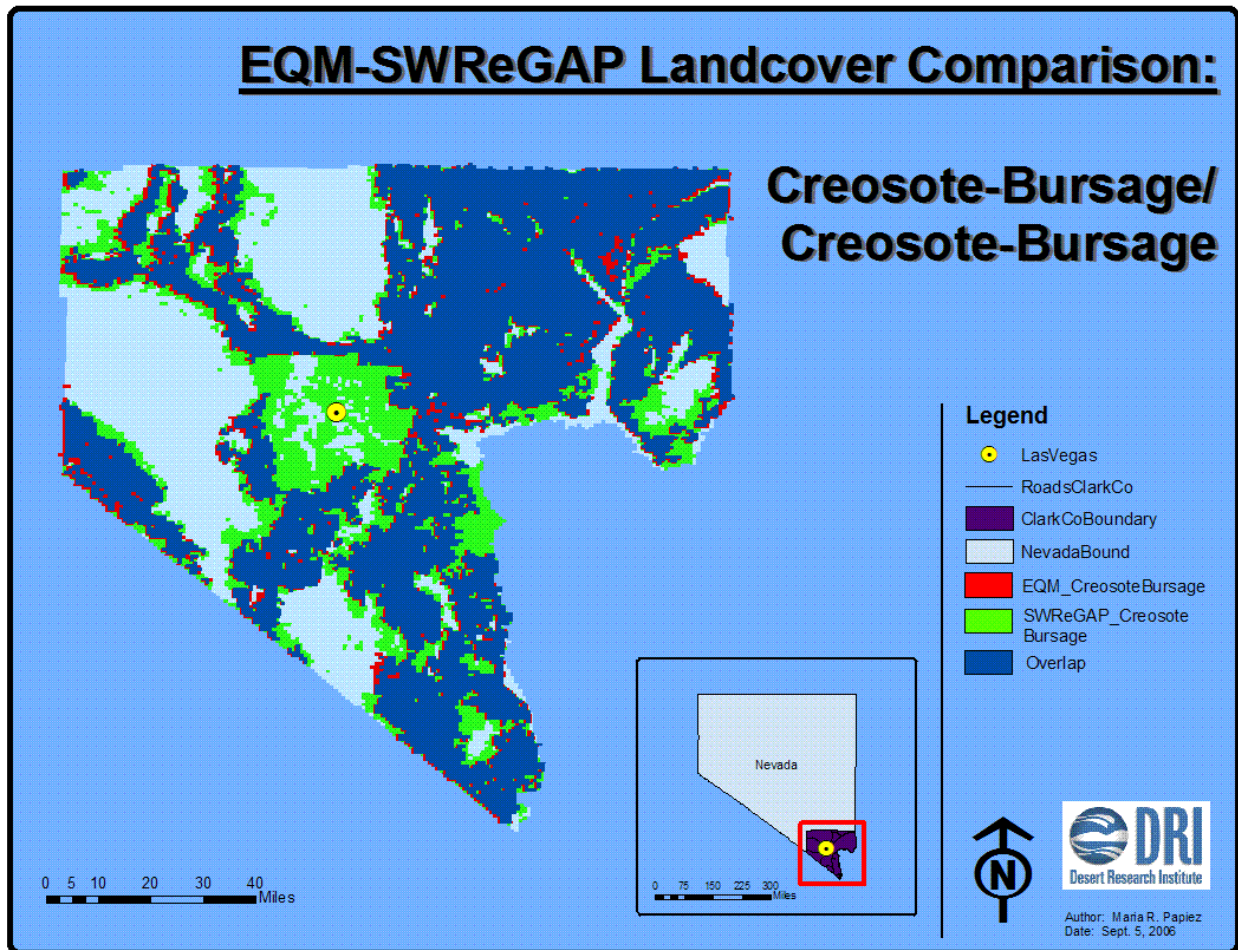 EQM-SWReGAP Landcover Comparison:
Creosote-Bursage/
Creosote-Bursage
Legend
LasVegas
RoadsClarkCo
ClarkCoBoundary
NevadaBound
EQM_CreosoteBursage
SWReGAP_Creosote
Bursage
Overlap
Nevada
0 75 150 225 300
Miles
0 5 10 20 30 40
Miles
N
DRI
Desert Research Institute
Author: Maria R. Papiez
Date: Sept. 5, 2006